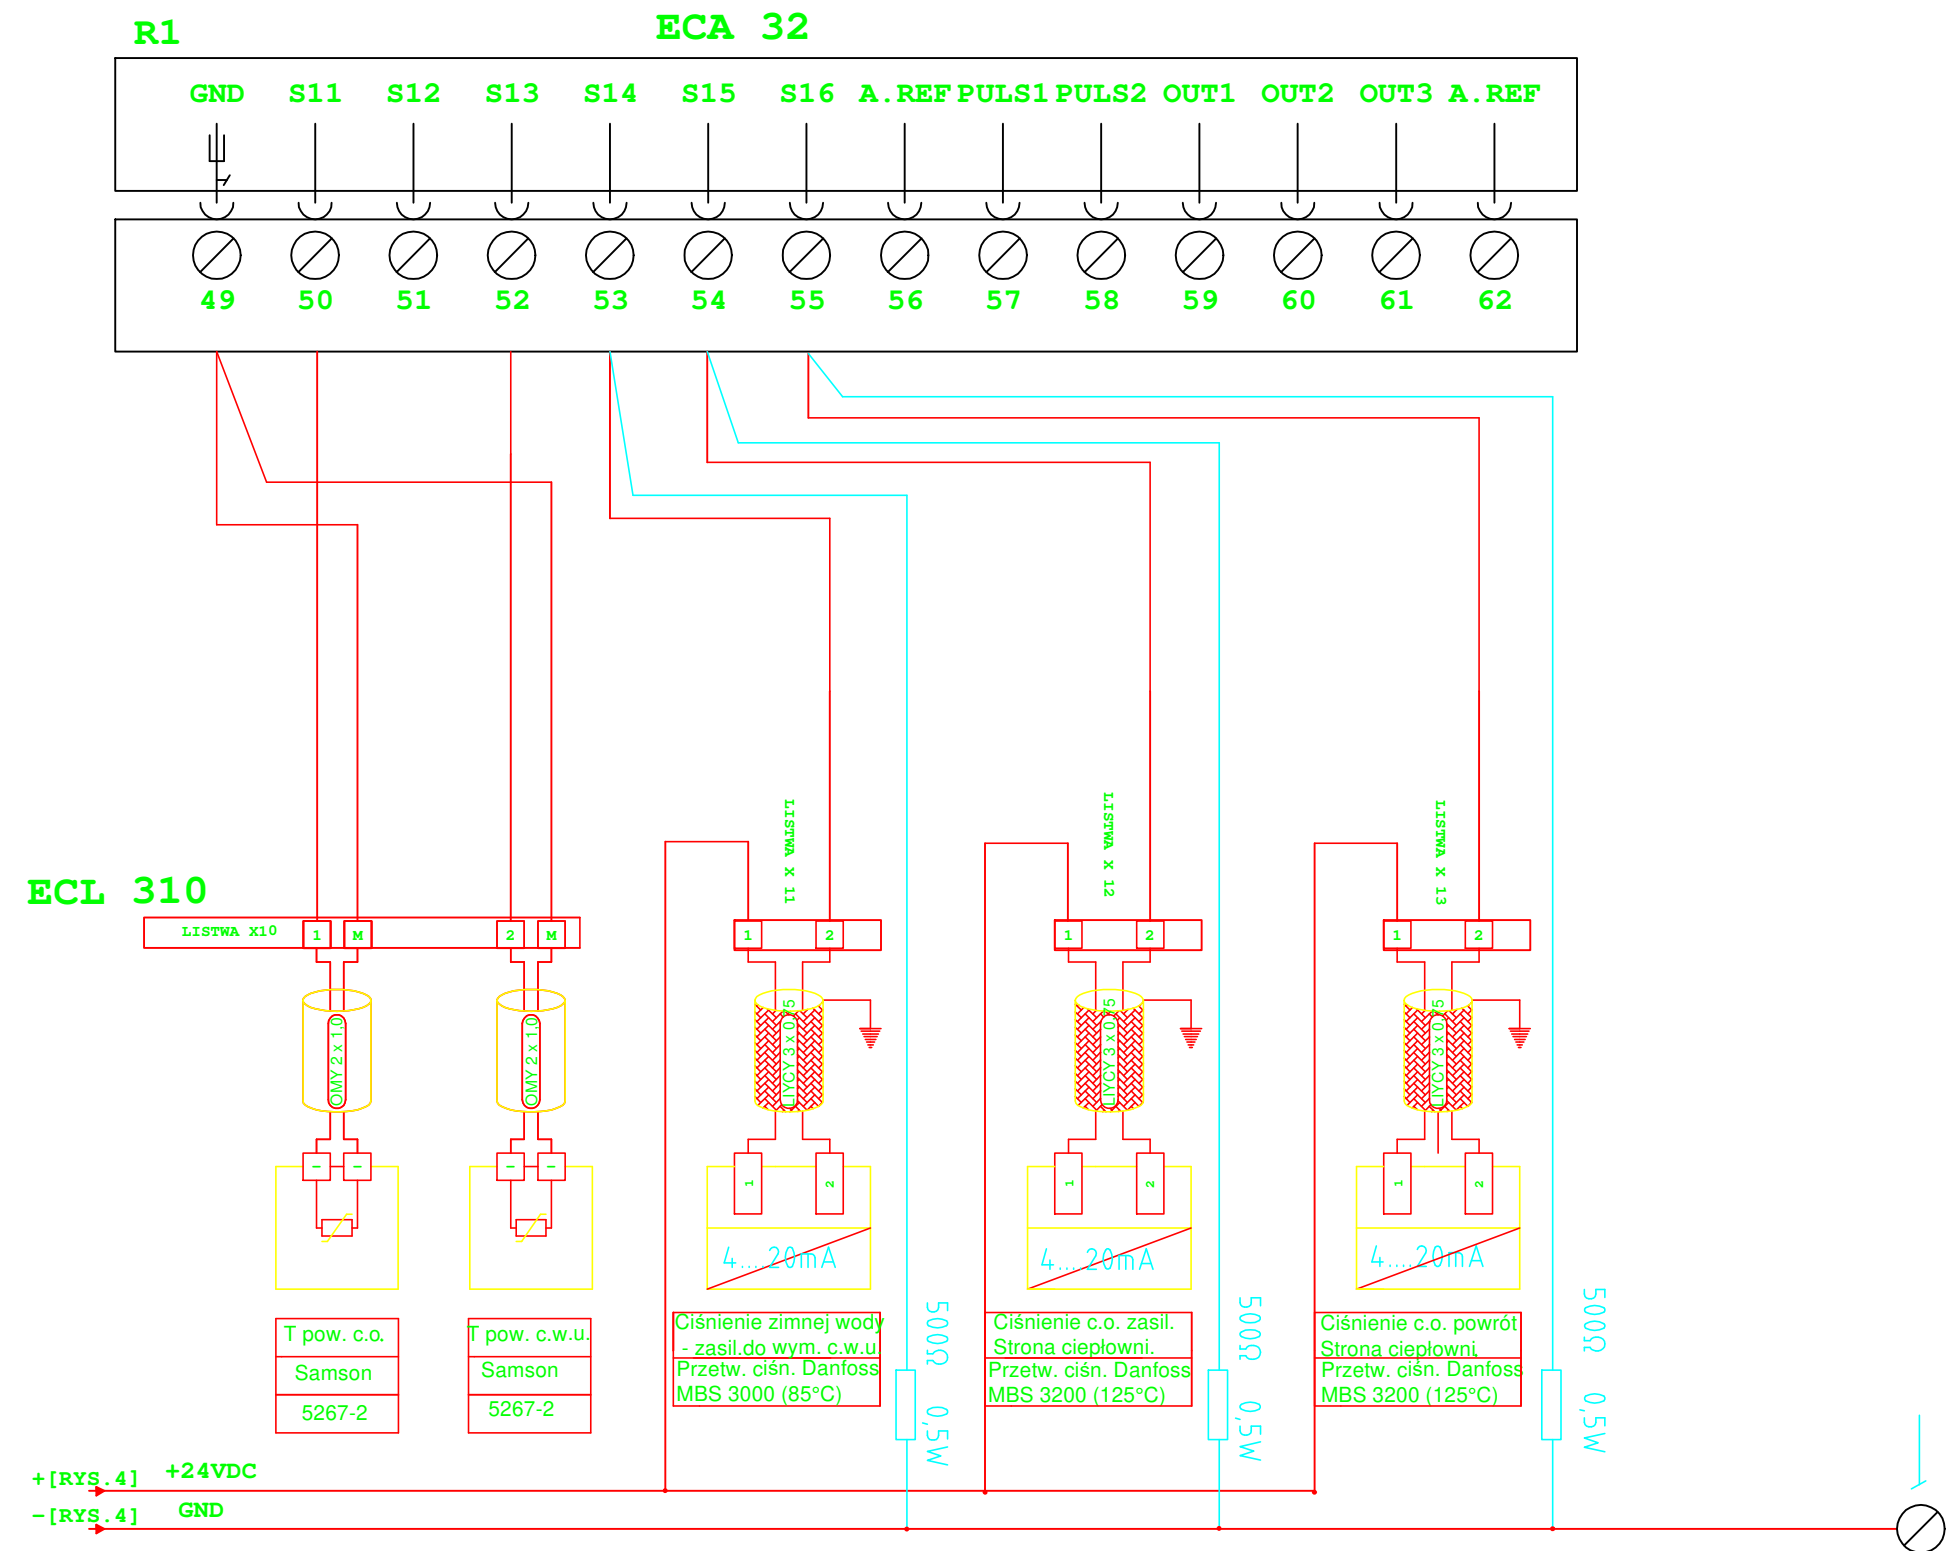 R1 ECA 32
GND S11 S12 S13 S14 S15 S16 A.REF PULS1 PULS2 OUT1 OUT2 OUT3 A.REF
49 50 51 52 53 54 55 56 57 58 59 60 61 62
LISTWA X 11
LISTWA X 12
LISTWA X 13
ECL 310
LISTWA X10 1 M 2 M
1 2
1 2
1 2
OMY 2 x 1,0
OMY 2 x 1,0
LIYCY 3 x 0,75
LIYCY 3 x 0,75
LIYCY 3 x 0,75
- - - -
1 2
1 2
1 2
4....20mA
4....20mA
4....20mA
T pow. c.o.
Samson
5267-2
T pow. c.w.u.
Samson
5267-2
Ciśnienie zimnej wody
- zasil.do wym. c.w.u.
Przetw. ciśn. Danfoss
MBS 3000 (85°C)
500Ω 0,5W
Ciśnienie c.o. zasil.
Strona ciepłowni.
Przetw. ciśn. Danfoss
MBS 3200 (125°C)
500Ω 0,5W
Ciśnienie c.o. powrót
Strona ciepłowni.
Przetw. ciśn. Danfoss
MBS 3200 (125°C)
500Ω 0,5W
+[RYS.4] +24VDC
-[RYS.4] GND